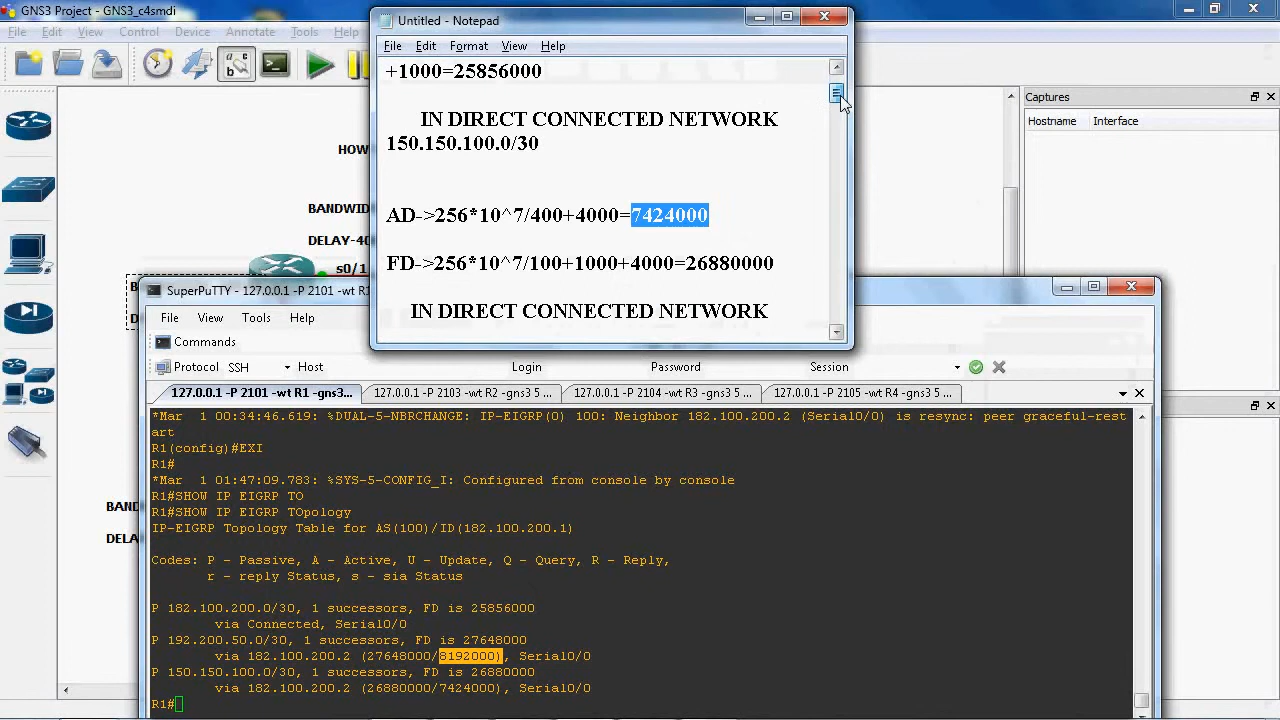 GNS3 Project - GNS3_c4smdi
File Edit View Control Device Annotate Tools Help
Untitled - Notepad
File Edit Format View Help
+1000=25856000
IN DIRECT CONNECTED NETWORK
150.150.100.0/30
AD->256*10^7/400+4000=7424000
FD->256*10^7/100+1000+4000=26880000
IN DIRECT CONNECTED NETWORK
Captures
Hostname Interface
HOW
BANDWID
DELAY-40
s0/1
B
D
BAND
DELA
SuperPuTTY - 127.0.0.1 -P 2101 -wt R1
File View Tools Help
Commands
Protocol SSH Host Login Password Session
127.0.0.1 -P 2101 -wt R1 -gns3... 127.0.0.1 -P 2103 -wt R2 -gns3 5 ... 127.0.0.1 -P 2104 -wt R3 -gns3 5 ... 127.0.0.1 -P 2105 -wt R4 -gns3 5 ...
*Mar 1 00:34:46.619: %DUAL-5-NBRCHANGE: IP-EIGRP(0) 100: Neighbor 182.100.200.2 (Serial0/0) is resync: peer graceful-rest
art
R1(config)#EXI
R1#
*Mar 1 01:47:09.783: %SYS-5-CONFIG_I: Configured from console by console
R1#SHOW IP EIGRP TO
R1#SHOW IP EIGRP TOpology
IP-EIGRP Topology Table for AS(100)/ID(182.100.200.1)
Codes: P - Passive, A - Active, U - Update, Q - Query, R - Reply,
r - reply Status, s - sia Status
P 182.100.200.0/30, 1 successors, FD is 25856000
via Connected, Serial0/0
P 192.200.50.0/30, 1 successors, FD is 27648000
via 182.100.200.2 (27648000/8192000), Serial0/0
P 150.150.100.0/30, 1 successors, FD is 26880000
via 182.100.200.2 (26880000/7424000), Serial0/0
R1#